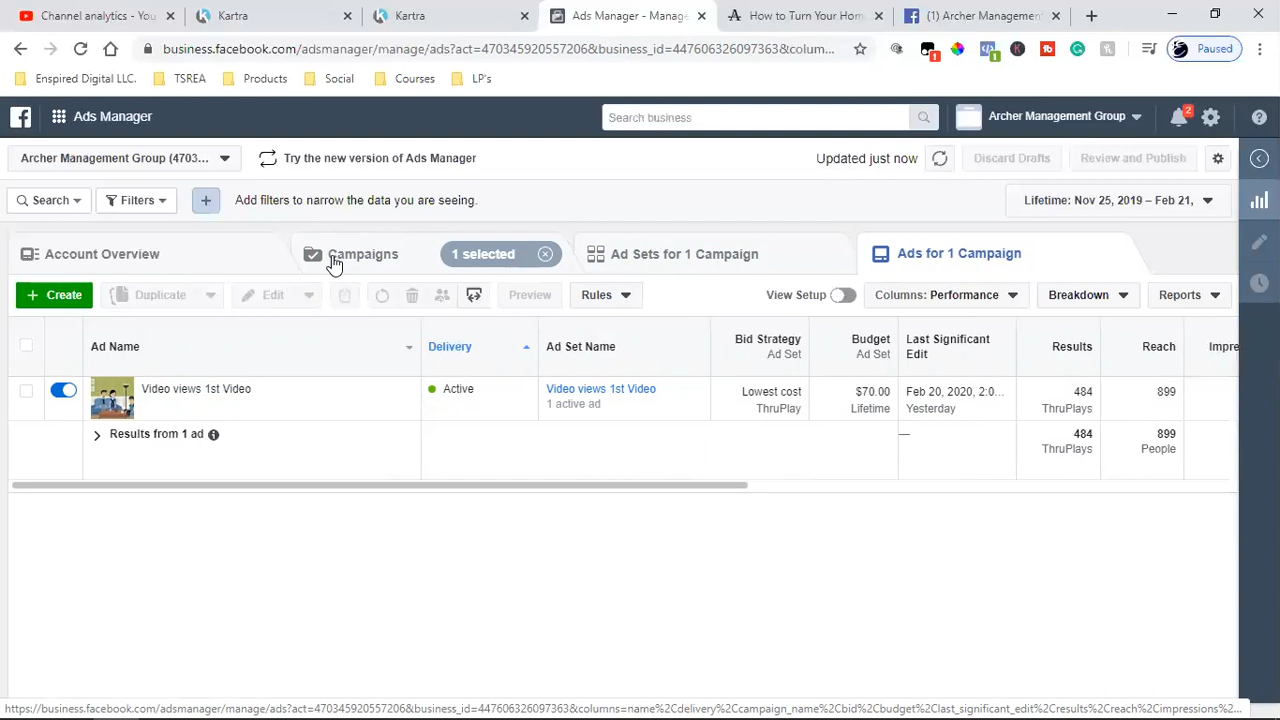 Channel analytics - You
Kartra
Kartra
Ads Manager - Manage
How to Turn Your Hom
(1) Archer Management
business.facebook.com/adsmanager/manage/ads?act=470345920557206&business_id=447606326097363&colum...
1
1
Paused
Enspired Digital LLC.
TSREA
Products
Social
Courses
LP's
Ads Manager
Search business
Archer Management Group
2
Archer Management Group (4703...
Try the new version of Ads Manager
Updated just now
Discard Drafts
Review and Publish
Search
Filters
Add filters to narrow the data you are seeing.
Lifetime: Nov 25, 2019 – Feb 21,
Account Overview
Campaigns
1 selected
Ad Sets for 1 Campaign
Ads for 1 Campaign
+ Create
Duplicate
Edit
Preview
Rules
View Setup
Columns: Performance
Breakdown
Reports
Ad Name
Delivery
Ad Set Name
Bid Strategy
Ad Set
Budget
Ad Set
Last Significant
Edit
Results
Reach
Impre
Video views 1st Video
Active
Video views 1st Video
1 active ad
Lowest cost
ThruPlay
$70.00
Lifetime
Feb 20, 2020, 2:0...
Yesterday
484
ThruPlays
899
Results from 1 ad
—
484
ThruPlays
899
People
https://business.facebook.com/adsmanager/manage/ads?act=470345920557206&business_id=447606326097363&columns=name%2Cdelivery%2Ccampaign_name%2Cbid%2Cbudget%2Clast_significant_edit%2Cresults%2Creach%2Cimpressions%2...